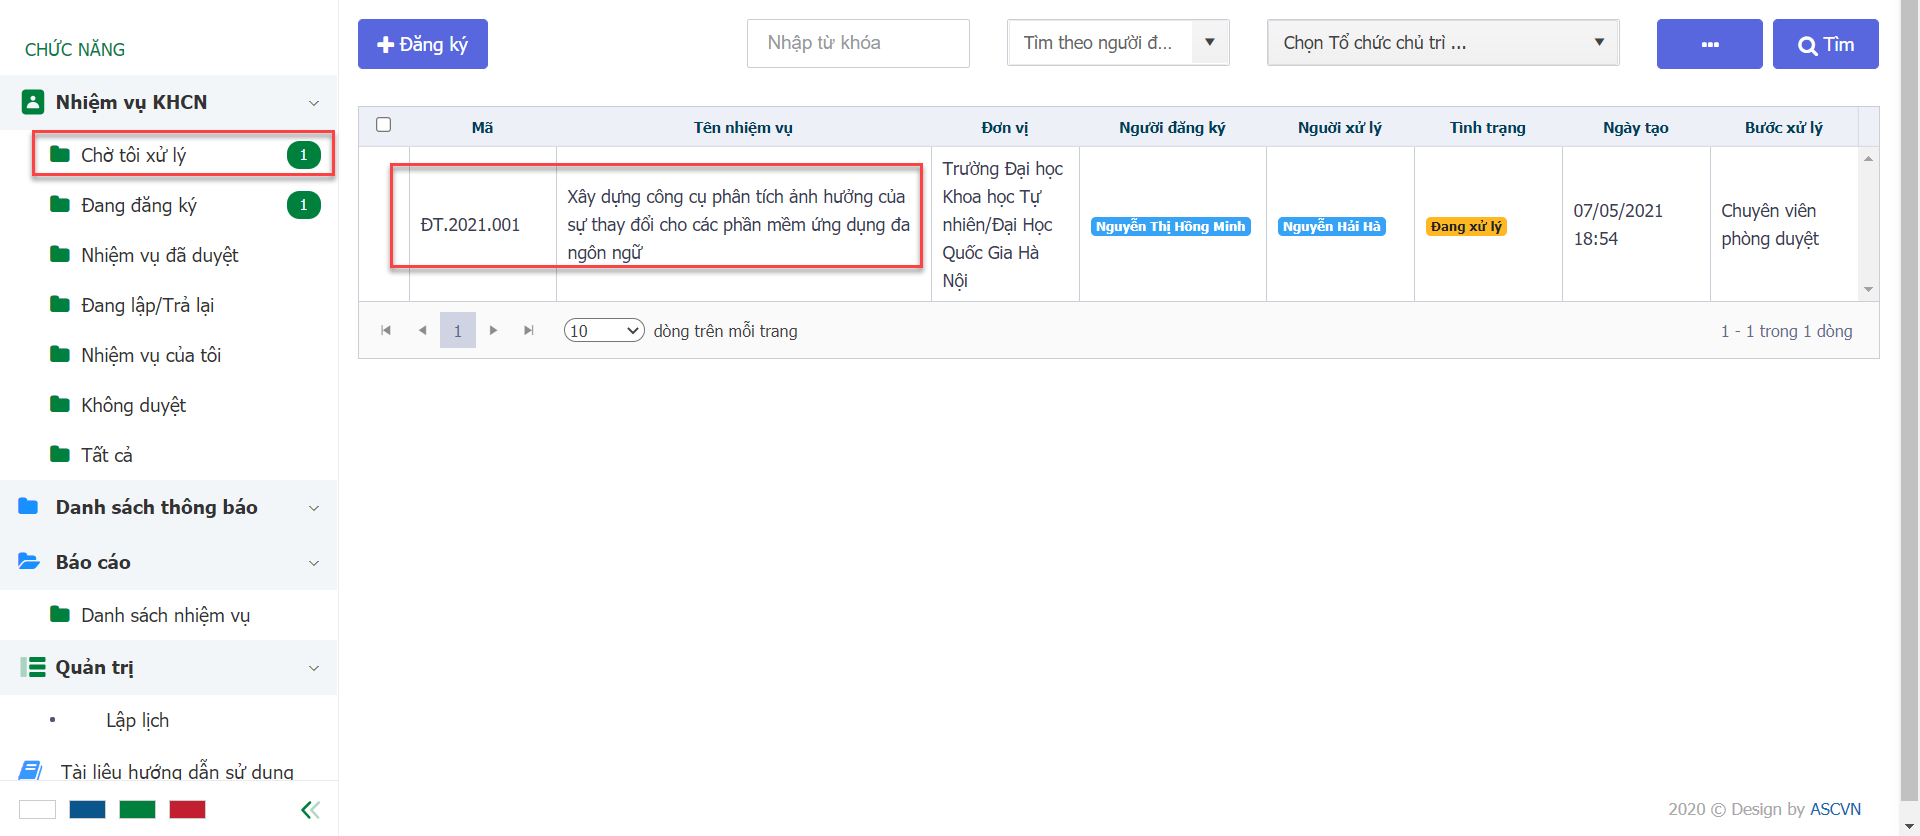 CHỨC NĂNG
Nhiệm vụ KHCN
Chờ tôi xử lý 1
Đang đăng ký 1
Nhiệm vụ đã duyệt
Đang lập/Trả lại
Nhiệm vụ của tôi
Không duyệt
Tất cả
Danh sách thông báo
Báo cáo
Danh sách nhiệm vụ
Quản trị
Lập lịch
Tài liệu hướng dẫn sử dụng
Đăng ký
Nhập từ khóa
Tìm theo người đ...
Chọn Tổ chức chủ trì ...
Tìm
Mã
Tên nhiệm vụ
Đơn vị
Người đăng ký
Người xử lý
Tình trạng
Ngày tạo
Bước xử lý
ĐT.2021.001
Xây dựng công cụ phân tích ảnh hưởng của
sự thay đổi cho các phần mềm ứng dụng đa
ngôn ngữ
Trường Đại học
Khoa học Tự
nhiên/Đại Học
Quốc Gia Hà
Nội
Nguyễn Thị Hồng Minh
Nguyễn Hải Hà
Đang xử lý
07/05/2021
18:54
Chuyên viên
phòng duyệt
1
10
dòng trên mỗi trang
1 - 1 trong 1 dòng
2020 © Design by ASCVN